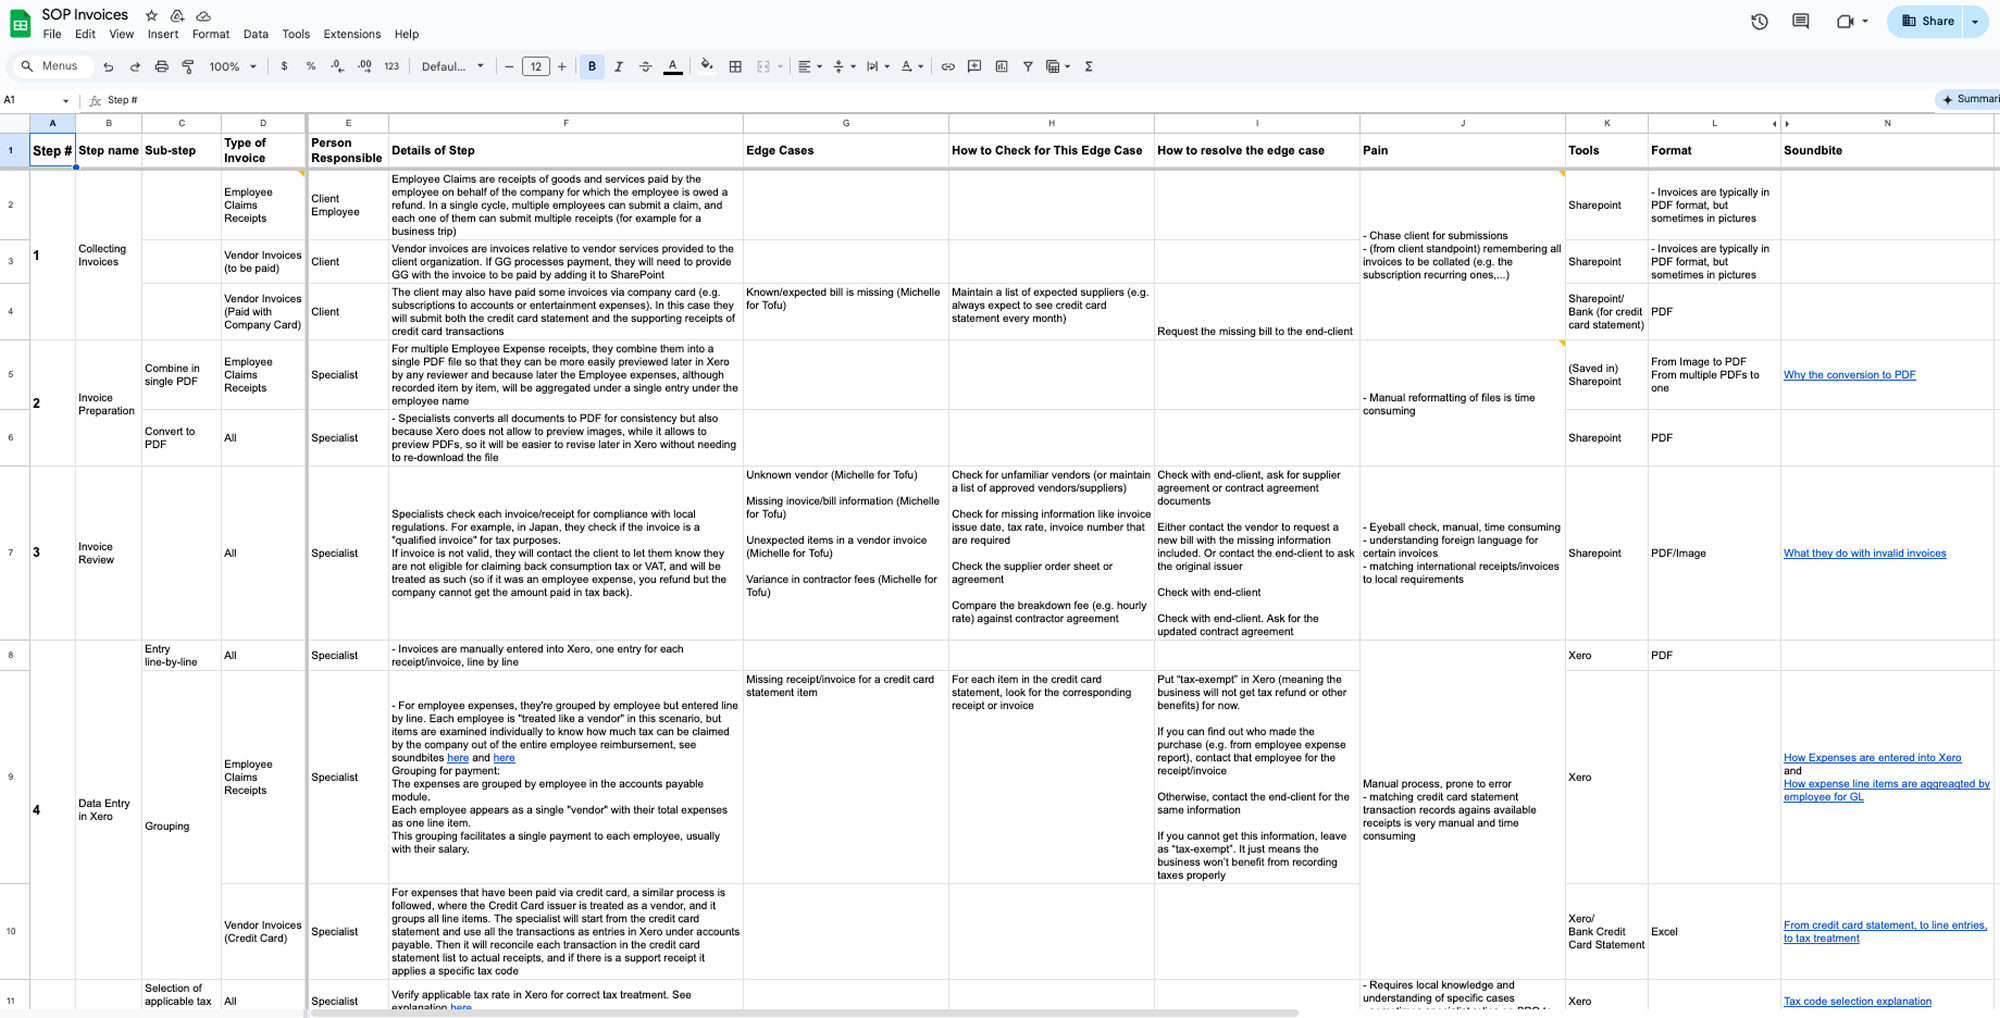 SOP Invoices
File Edit View Insert Format Data Tools Extensions Help
Share
Menus
100%
$ % .0 .00 123
Defaul...
12
B I A
A1
fx Step #
Summari
A B C D E F G H I J K L N
1
Step #
Step name
Sub-step
Type of
Invoice
Person
Responsible
Details of Step
Edge Cases
How to Check for This Edge Case
How to resolve the edge case
Pain
Tools
Format
Soundbite
2
1
Collecting
Invoices
Employee
Claims
Receipts
Client
Employee
Employee Claims are receipts of goods and services paid by the
employee on behalf of the company for which the employee is owed a
refund. In a single cycle, multiple employees can submit a claim, and
each one of them can submit multiple receipts (for example for a
business trip)
- Chase client for submissions
- (from client standpoint) remembering all
invoices to be collated (e.g. the
subscription recurring ones,...)
Sharepoint
- Invoices are typically in
PDF format, but
sometimes in pictures
3
Vendor Invoices
(to be paid)
Client
Vendor invoices are invoices relative to vendor services provided to the
client organization. If GG processes payment, they will need to provide
GG with the invoice to be paid by adding it to SharePoint
Sharepoint
- Invoices are typically in
PDF format, but
sometimes in pictures
4
Vendor Invoices
(Paid with
Company Card)
Client
The client may also have paid some invoices via company card (e.g.
subscriptions to accounts or entertainment expenses). In this case they
will submit both the credit card statement and the supporting receipts of
credit card transactions
Known/expected bill is missing (Michelle
for Tofu)
Maintain a list of expected suppliers (e.g.
always expect to see credit card
statement every month)
Request the missing bill to the end-client
Sharepoint/
Bank (for credit
card statement)
PDF
5
2
Invoice
Preparation
Combine in
single PDF
Employee
Claims
Receipts
Specialist
For multiple Employee Expense receipts, they combine them into a
single PDF file so that they can be more easily previewed later in Xero
by any reviewer and because later the Employee expenses, although
recorded item by item, will be aggregated under a single entry under the
employee name
- Manual reformatting of files is time
consuming
(Saved in)
Sharepoint
From Image to PDF
From multiple PDFs to
one
Why the conversion to PDF
6
Convert to
PDF
All
Specialist
- Specialists converts all documents to PDF for consistency but also
because Xero does not allow to preview images, while it allows to
preview PDFs, so it will be easier to revise later in Xero without needing
to re-download the file
Sharepoint
PDF
7
3
Invoice
Review
All
Specialist
Specialists check each invoice/receipt for compliance with local
regulations. For example, in Japan, they check if the invoice is a
"qualified invoice" for tax purposes.
If invoice is not valid, they will contact the client to let them know they
are not eligible for claiming back consumption tax or VAT, and will be
treated as such (so if it was an employee expense, you refund but the
company cannot get the amount paid in tax back).
Unknown vendor (Michelle for Tofu)
Missing inovice/bill information (Michelle
for Tofu)
Unexpected items in a vendor invoice
(Michelle for Tofu)
Variance in contractor fees (Michelle for
Tofu)
Check for unfamiliar vendors (or maintain
a list of approved vendors/suppliers)
Check for missing information like invoice
issue date, tax rate, invoice number that
are required
Check the supplier order sheet or
agreement
Compare the breakdown fee (e.g. hourly
rate) against contractor agreement
Check with end-client, ask for supplier
agreement or contract agreement
documents
Either contact the vendor to request a
new bill with the missing information
included. Or contact the end-client to ask
the original issuer
Check with end-client
Check with end-client. Ask for the
updated contract agreement
- Eyeball check, manual, time consuming
- understanding foreign language for
certain invoices
- matching international receipts/invoices
to local requirements
Sharepoint
PDF/Image
What they do with invalid invoices
8
4
Data Entry
in Xero
Entry
line-by-line
All
Specialist
- Invoices are manually entered into Xero, one entry for each
receipt/invoice, line by line
Xero
PDF
9
Grouping
Employee
Claims
Receipts
Specialist
- For employee expenses, they're grouped by employee but entered line
by line. Each employee is "treated like a vendor" in this scenario, but
items are examined individually to know how much tax can be claimed
by the company out of the entire employee reimbursement, see
soundbites here and here
Grouping for payment:
The expenses are grouped by employee in the accounts payable
module.
Each employee appears as a single "vendor" with their total expenses
as one line item.
This grouping facilitates a single payment to each employee, usually
with their salary.
Missing receipt/invoice for a credit card
statement item
For each item in the credit card
statement, look for the corresponding
receipt or invoice
Put “tax-exempt” in Xero (meaning the
business will not get tax refund or other
benefits) for now.
If you can find out who made the
purchase (e.g. from employee expense
report), contact that employee for the
receipt/invoice
Otherwise, contact the end-client for the
same information
If you cannot get this information, leave
as “tax-exempt”. It just means the
business won’t benefit from recording
taxes properly
Manual process, prone to error
- matching credit card statement
transaction records agains available
receipts is very manual and time
consuming
Xero
How Expenses are entered into Xero
and
How expense line items are aggreagted by
employee for GL
10
Vendor Invoices
(Credit Card)
Specialist
For expenses that have been paid via credit card, a similar process is
followed, where the Credit Card issuer is treated as a vendor, and it
groups all line items. The specialist will start from the credit card
statement and use all the transactions as entries in Xero under accounts
payable. Then it will reconcile each transaction in the credit card
statement list to actual receipts, and if there is a support receipt it
applies a specific tax code
Xero/
Bank Credit
Card Statement
Excel
From credit card statement, to line entries,
to tax treatment
11
Selection of
applicable tax
All
Specialist
Verify applicable tax rate in Xero for correct tax treatment. See
explanation here
- Requires local knowledge and
understanding of specific cases
Xero
Tax code selection explanation